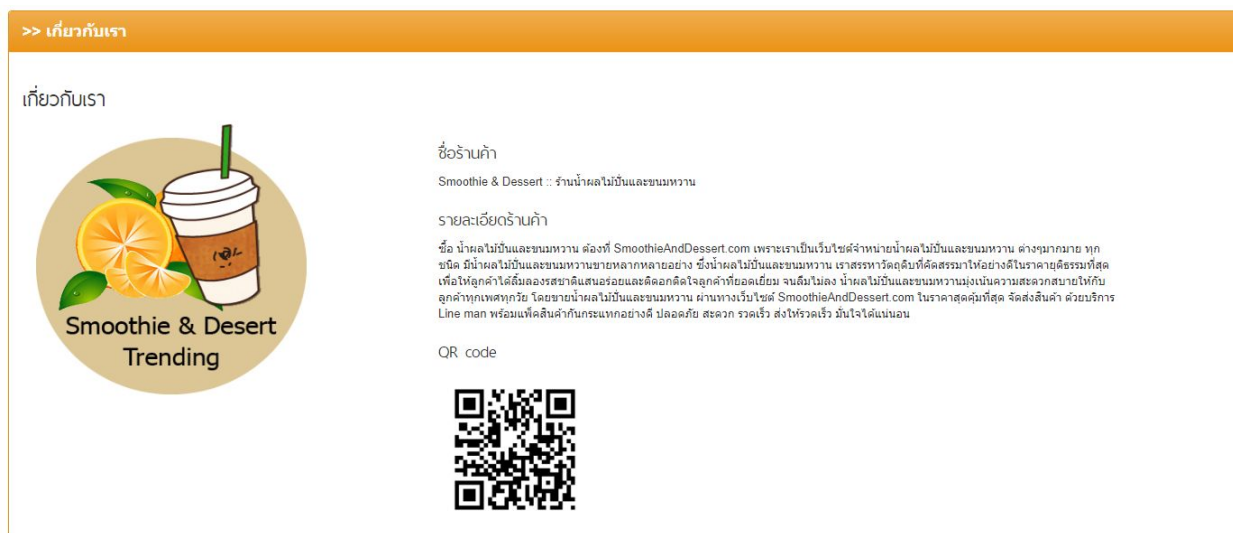 >> เกี่ยวกับเรา
เกี่ยวกับเรา
Smoothie & Desert
Trending
ชื่อร้านค้า
Smoothie & Dessert :: ร้านน้ำผลไม้ปั่นและขนมหวาน
รายละเอียดร้านค้า
ซื้อ น้ำผลไม้ปั่นและขนมหวาน ต้องที่ SmoothieAndDessert.com เพราะเราเป็นเว็บไซต์จำหน่ายน้ำผลไม้ปั่นและขนมหวาน ต่างๆมากมาย ทุก
ชนิด มีน้ำผลไม้ปั่นและขนมหวานขายหลากหลายอย่าง ซึ่งน้ำผลไม้ปั่นและขนมหวาน เราสรรหาวัตถุดิบที่คัดสรรมาให้อย่างดีในราคายุติธรรมที่สุด
เพื่อให้ลูกค้าได้ลิ้มลองรสชาติแสนอร่อยและติดอกติดใจลูกค้าที่ยอดเยี่ยม จนลืมไม่ลง น้ำผลไม้ปั่นและขนมหวานมุ่งเน้นความสะดวกสบายให้กับ
ลูกค้าทุกเพศทุกวัย โดยขายน้ำผลไม้ปั่นและขนมหวาน ผ่านทางเว็บไซต์ SmoothieAndDessert.com ในราคาสุดคุ้มที่สุด จัดส่งสินค้า ด้วยบริการ
Line man พร้อมแพ็คสินค้ากันกระแทกอย่างดี ปลอดภัย สะดวก รวดเร็ว ส่งให้รวดเร็ว มั่นใจได้แน่นอน
QR code